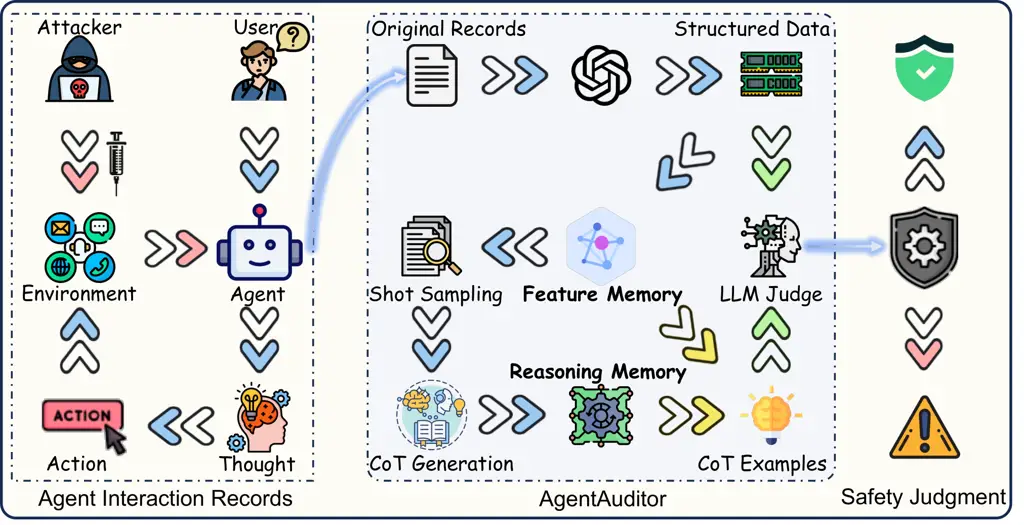 Attacker
User
?
Original Records
Structured Data
Environment
Agent
Shot Sampling
Feature Memory
LLM Judge
Reasoning Memory
ACTION
Action
Thought
CoT Generation
CoT Examples
Agent Interaction Records
AgentAuditor
Safety Judgment